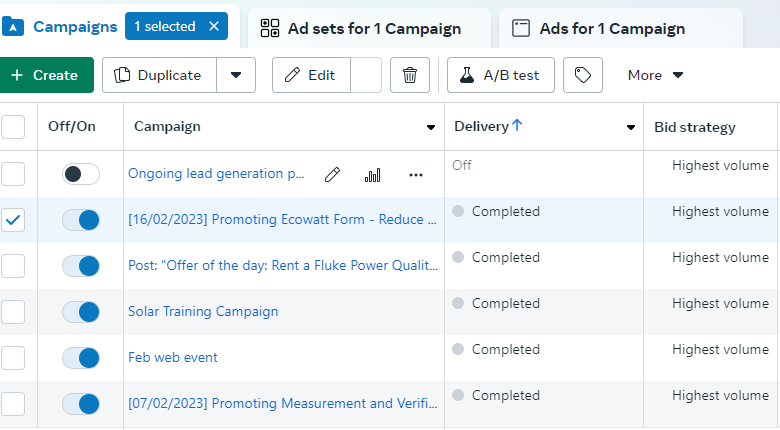 Campaigns 1 selected × Ad sets for 1 Campaign Ads for 1 Campaign
+ Create Duplicate Edit A/B test More
Off/On Campaign Delivery↑ Bid strategy
Ongoing lead generation p... Off Highest volume
[16/02/2023] Promoting Ecowatt Form - Reduce ... Completed Highest volume
Post: "Offer of the day: Rent a Fluke Power Qualit... Completed Highest volume
Solar Training Campaign Completed Highest volume
Feb web event Completed Highest volume
[07/02/2023] Promoting Measurement and Verifi... Completed Highest volume